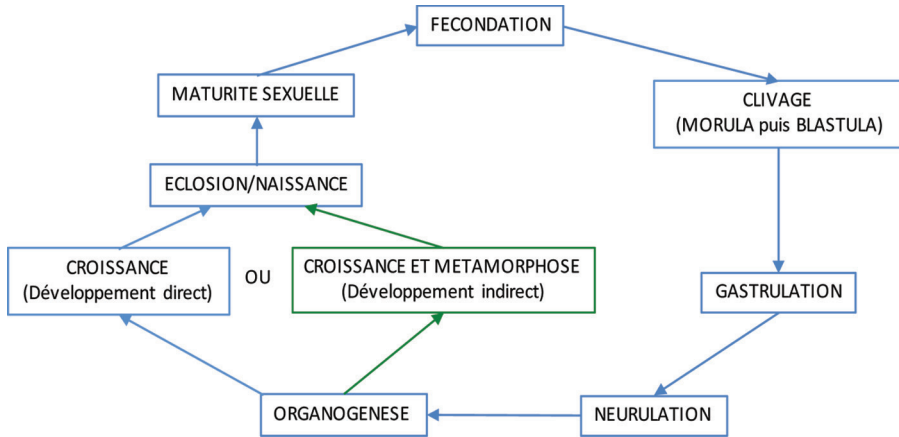 FECONDATION
MATURITE SEXUELLE
CLIVAGE
(MORULA puis BLASTULA)
ECLOSION/NAISSANCE
CROISSANCE
(Développement direct)
OU
CROISSANCE ET METAMORPHOSE
(Développement indirect)
GASTRULATION
ORGANOGENESE
NEURULATION